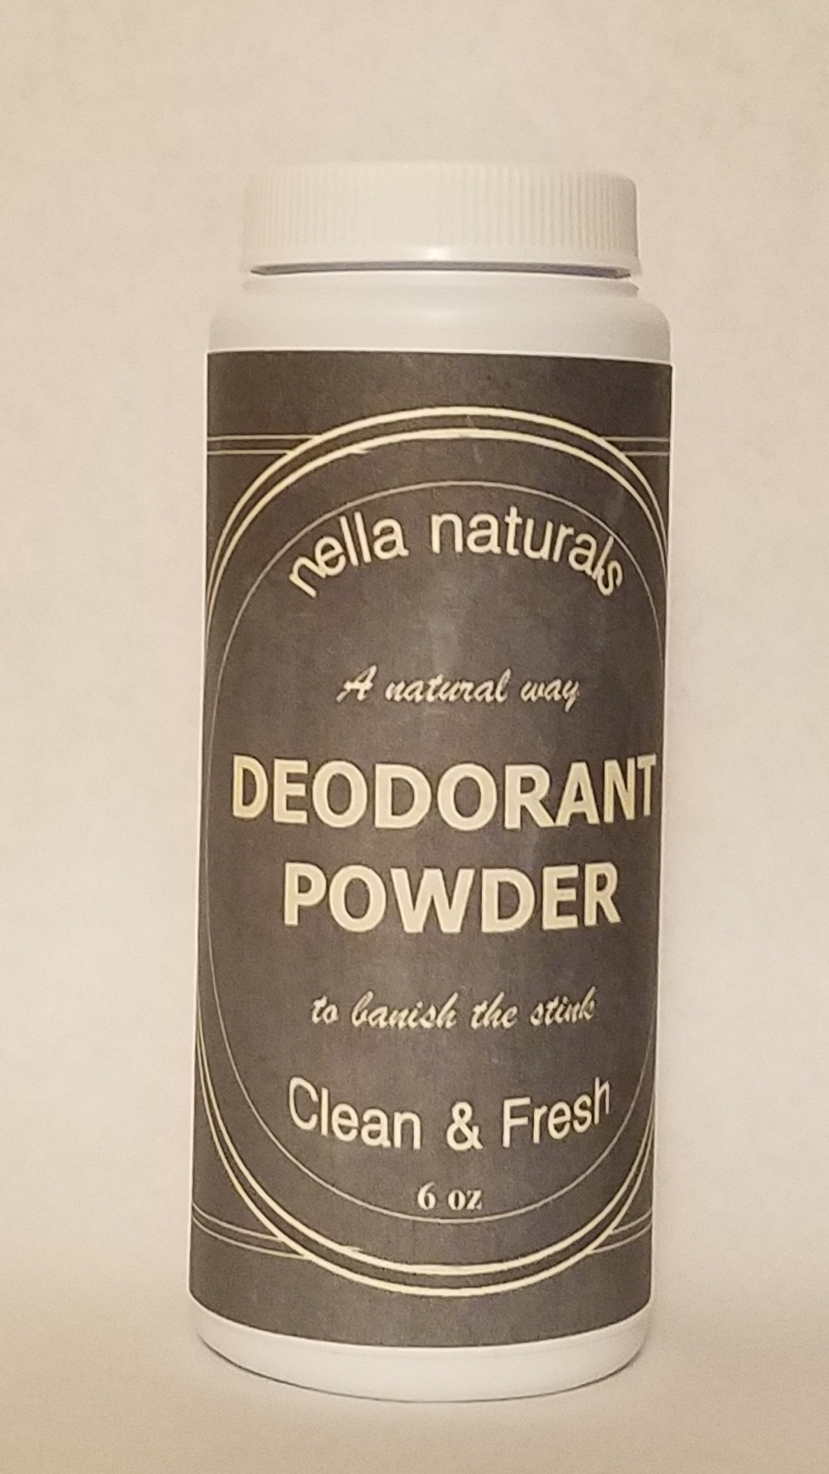 nella naturals
A natural way
DEODORANT
POWDER
to banish the stink
Clean & Fresh
6 oz